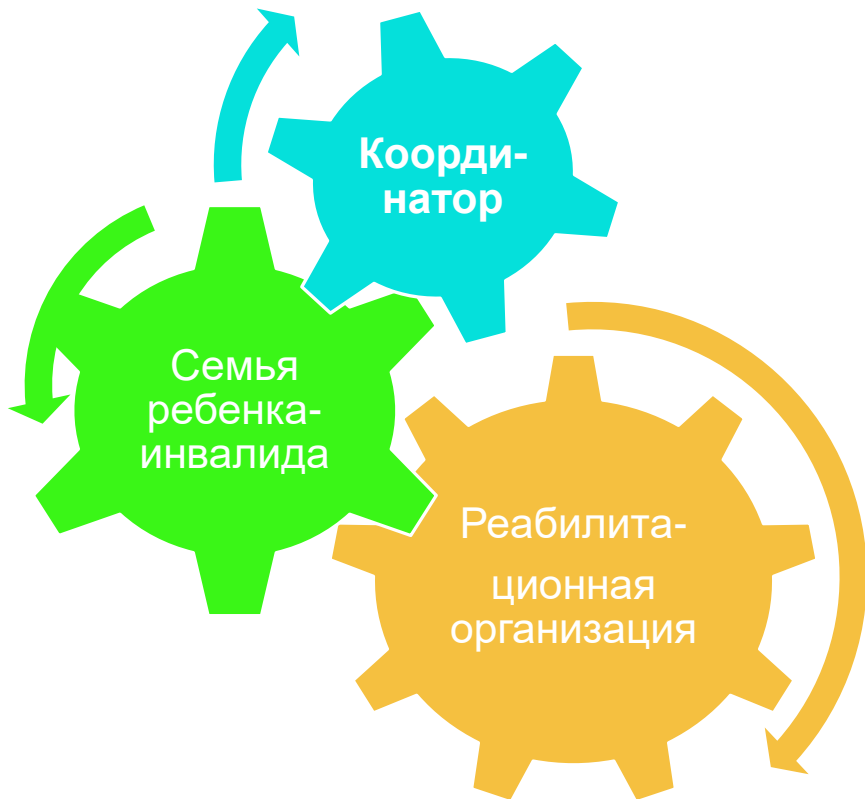 Коорди-
натор
Семья
ребенка-
инвалида
Реабилита-
ционная
организация